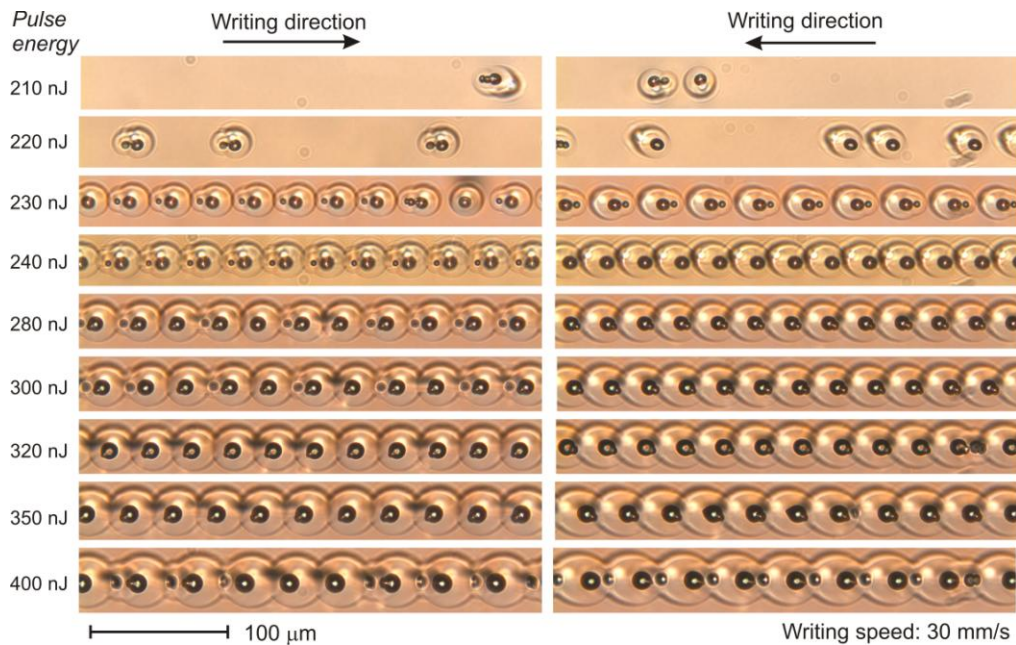 Pulse
energy
Writing direction
Writing direction
210 nJ
220 nJ
230 nJ
240 nJ
280 nJ
300 nJ
320 nJ
350 nJ
400 nJ
100 μm
Writing speed: 30 mm/s